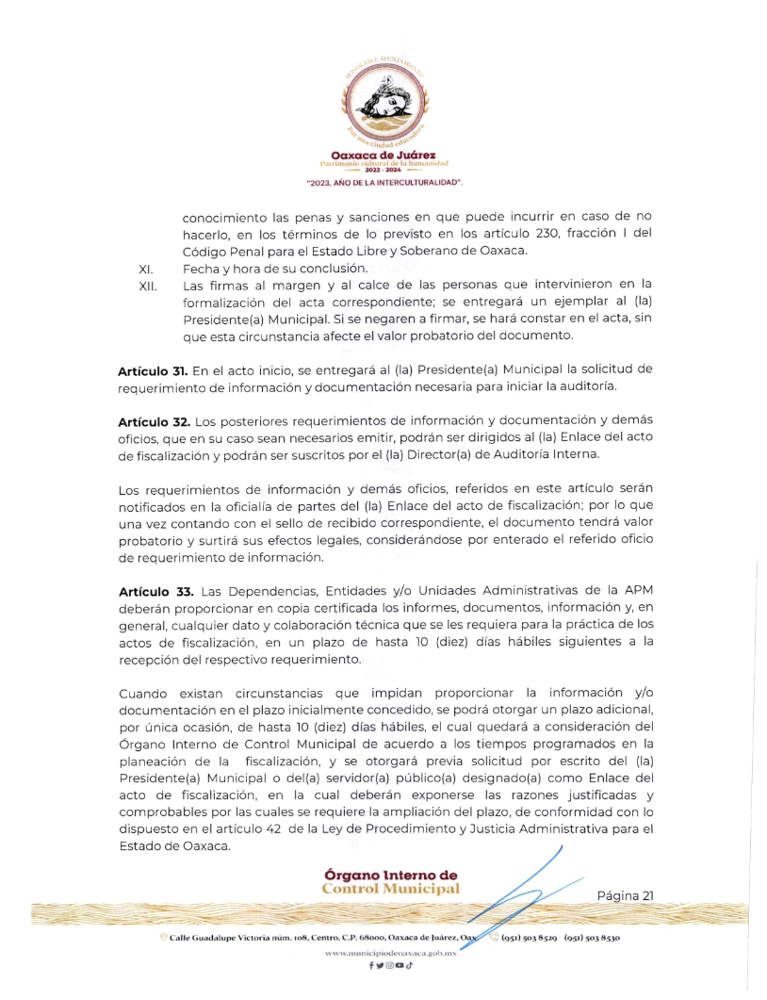 HONORABLE AYUNTAMIENTO
Por una ciudad educadora
Oaxaca de Juárez
Patrimonio cultural de la humanidad
2022 - 2024
"2023, AÑO DE LA INTERCULTURALIDAD".
conocimiento las penas y sanciones en que puede incurrir en caso de no
hacerlo, en los términos de lo previsto en los artículo 230, fracción I del
Código Penal para el Estado Libre y Soberano de Oaxaca.
XI. Fecha y hora de su conclusión.
XII. Las firmas al margen y al calce de las personas que intervinieron en la
formalización del acta correspondiente; se entregará un ejemplar al (la)
Presidente(a) Municipal. Si se negaren a firmar, se hará constar en el acta, sin
que esta circunstancia afecte el valor probatorio del documento.
Artículo 31. En el acto inicio, se entregará al (la) Presidente(a) Municipal la solicitud de
requerimiento de información y documentación necesaria para iniciar la auditoría.
Artículo 32. Los posteriores requerimientos de información y documentación y demás
oficios, que en su caso sean necesarios emitir, podrán ser dirigidos al (la) Enlace del acto
de fiscalización y podrán ser suscritos por el (la) Director(a) de Auditoría Interna.
Los requerimientos de información y demás oficios, referidos en este artículo serán
notificados en la oficialía de partes del (la) Enlace del acto de fiscalización; por lo que
una vez contando con el sello de recibido correspondiente, el documento tendrá valor
probatorio y surtirá sus efectos legales, considerándose por enterado el referido oficio
de requerimiento de información.
Artículo 33. Las Dependencias, Entidades y/o Unidades Administrativas de la APM
deberán proporcionar en copia certificada los informes, documentos, información y, en
general, cualquier dato y colaboración técnica que se les requiera para la práctica de los
actos de fiscalización, en un plazo de hasta 10 (diez) días hábiles siguientes a la
recepción del respectivo requerimiento.
Cuando existan circunstancias que impidan proporcionar la información y/o
documentación en el plazo inicialmente concedido, se podrá otorgar un plazo adicional,
por única ocasión, de hasta 10 (diez) días hábiles, el cual quedará a consideración del
Órgano Interno de Control Municipal de acuerdo a los tiempos programados en la
planeación de la fiscalización, y se otorgará previa solicitud por escrito del (la)
Presidente(a) Municipal o del(a) servidor(a) público(a) designado(a) como Enlace del
acto de fiscalización, en la cual deberán exponerse las razones justificadas y
comprobables por las cuales se requiere la ampliación del plazo, de conformidad con lo
dispuesto en el artículo 42 de la Ley de Procedimiento y Justicia Administrativa para el
Estado de Oaxaca.
Órgano Interno de
Control Municipal
Página 21
Calle Guadalupe Victoria núm. 108, Centro. C.P. 68000, Oaxaca de Juárez, Oax. (951) 503 8529 (951) 503 8530
www.municipiodeoaxaca.gob.mx